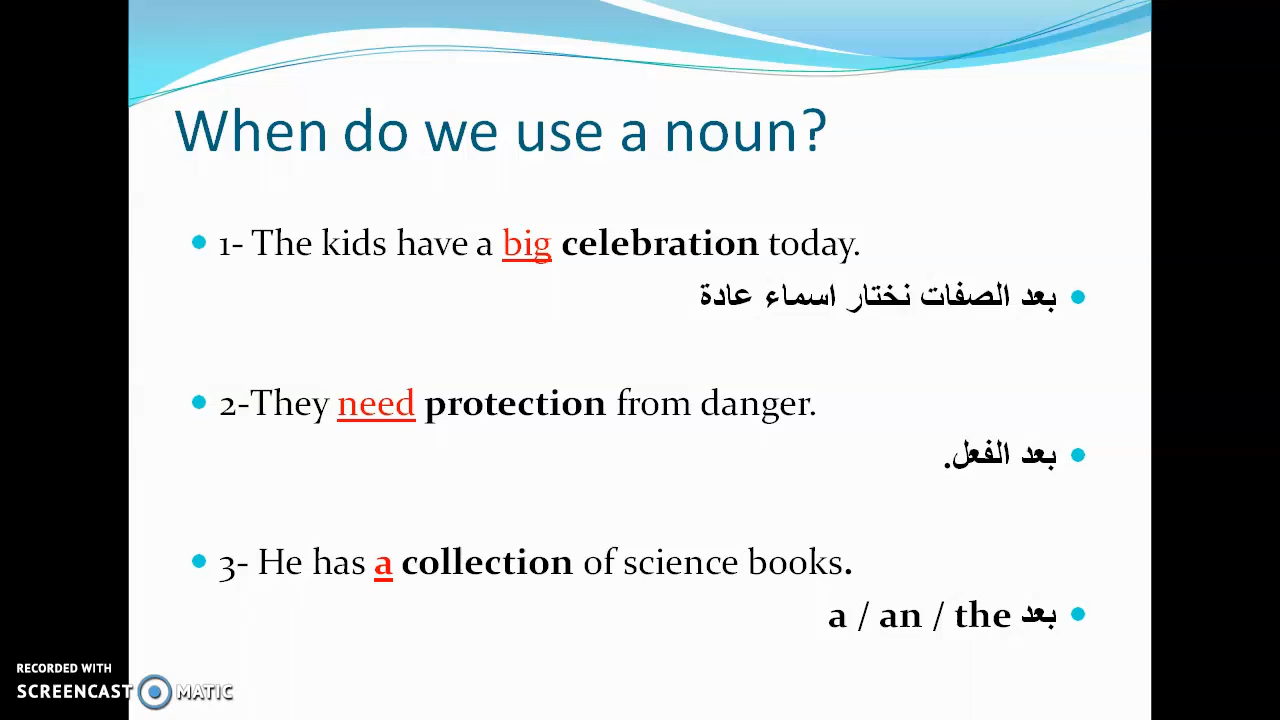 When do we use a noun?
1- The kids have a big celebration today.
بعد الصفات نختار اسماء عادة
2-They need protection from danger.
بعد الفعل.
3- He has a collection of science books.
بعد a / an / the
RECORDED WITH
SCREENCAST MATIC